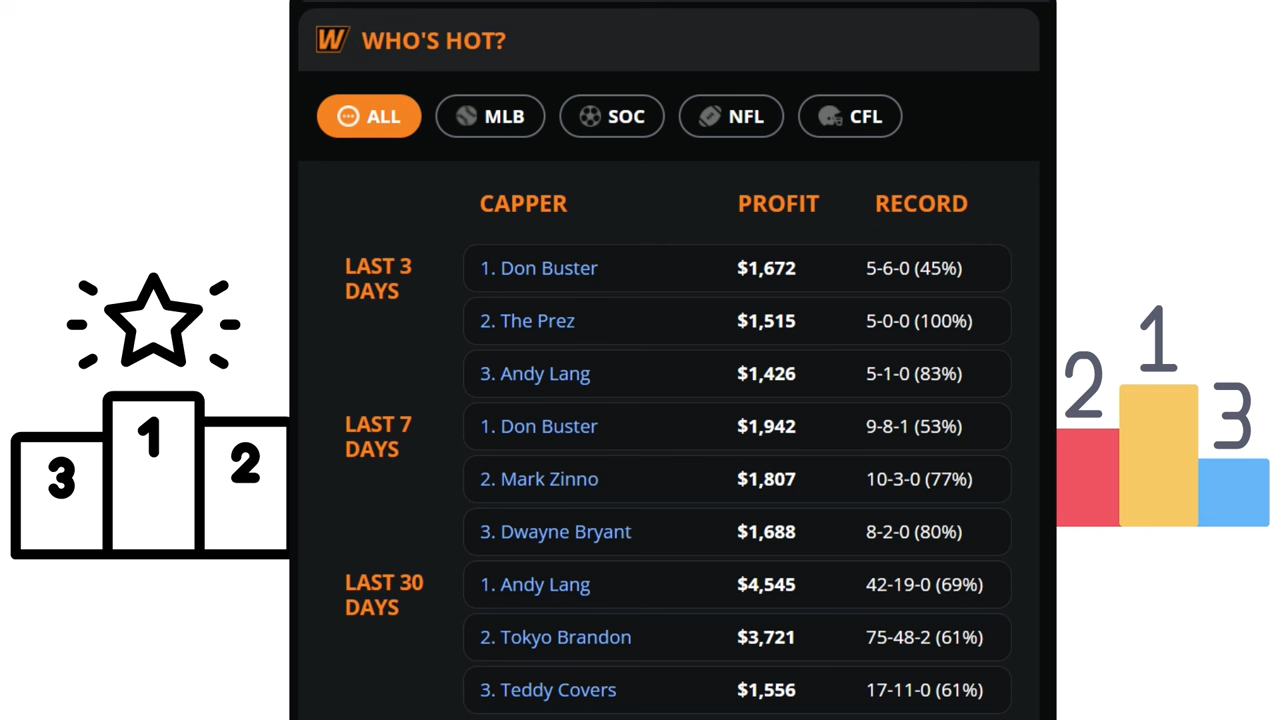 W WHO'S HOT?
ALL MLB SOC NFL CFL
CAPPER PROFIT RECORD
LAST 3
DAYS
1. Don Buster $1,672 5-6-0 (45%)
2. The Prez $1,515 5-0-0 (100%)
3. Andy Lang $1,426 5-1-0 (83%)
LAST 7
DAYS
1. Don Buster $1,942 9-8-1 (53%)
2. Mark Zinno $1,807 10-3-0 (77%)
3. Dwayne Bryant $1,688 8-2-0 (80%)
LAST 30
DAYS
1. Andy Lang $4,545 42-19-0 (69%)
2. Tokyo Brandon $3,721 75-48-2 (61%)
3. Teddy Covers $1,556 17-11-0 (61%)
3 1 2
2 1 3